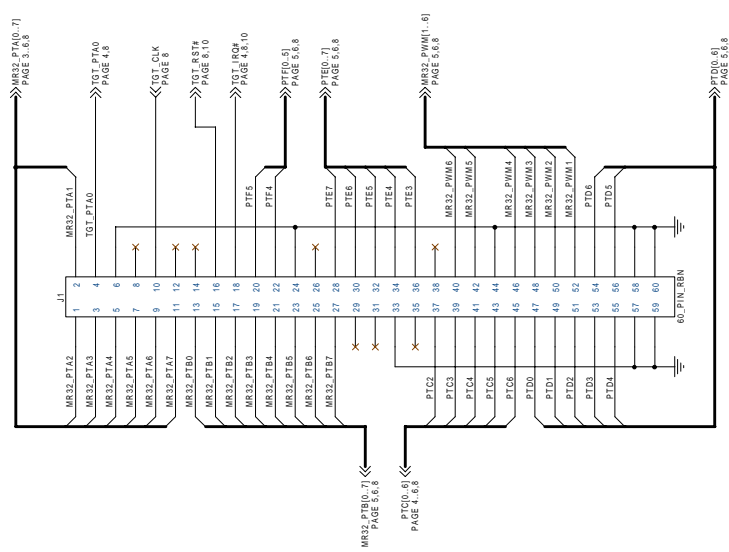 MR32_PTA[0..7]
PAGE 3..6,8
TGT_PTA0
PAGE 4,8
TGT_CLK
PAGE 8
TGT_RST#
PAGE 8,10
TGT_IRQ#
PAGE 4,8,10
PTF[0..5]
PAGE 5,6,8
PTE[0..7]
PAGE 5,6,8
MR32_PWM[1..6]
PAGE 5,6,8
PTD[0..6]
PAGE 5,6,8
MR32_PTA1
TGT_PTA0
PTF5
PTF4
PTE7
PTE6
PTE5
PTE4
PTE3
MR32_PWM6
MR32_PWM5
MR32_PWM4
MR32_PWM3
MR32_PWM2
MR32_PWM1
PTD6
PTD5
J1
2 4 6 8 10 12 14 16 18 20 22 24 26 28 30 32 34 36 38 40 42 44 46 48 50 52 54 56 58 60
1 3 5 7 9 11 13 15 17 19 21 23 25 27 29 31 33 35 37 39 41 43 45 47 49 51 53 55 57 59
60_PIN_RBN
MR32_PTA2
MR32_PTA3
MR32_PTA4
MR32_PTA5
MR32_PTA6
MR32_PTA7
MR32_PTB0
MR32_PTB1
MR32_PTB2
MR32_PTB3
MR32_PTB4
MR32_PTB5
MR32_PTB6
MR32_PTB7
PTC2
PTC3
PTC4
PTC5
PTC6
PTD0
PTD1
PTD2
PTD3
PTD4
MR32_PTB[0..7]
PAGE 5,6,8
PTC[0..6]
PAGE 4..6,8